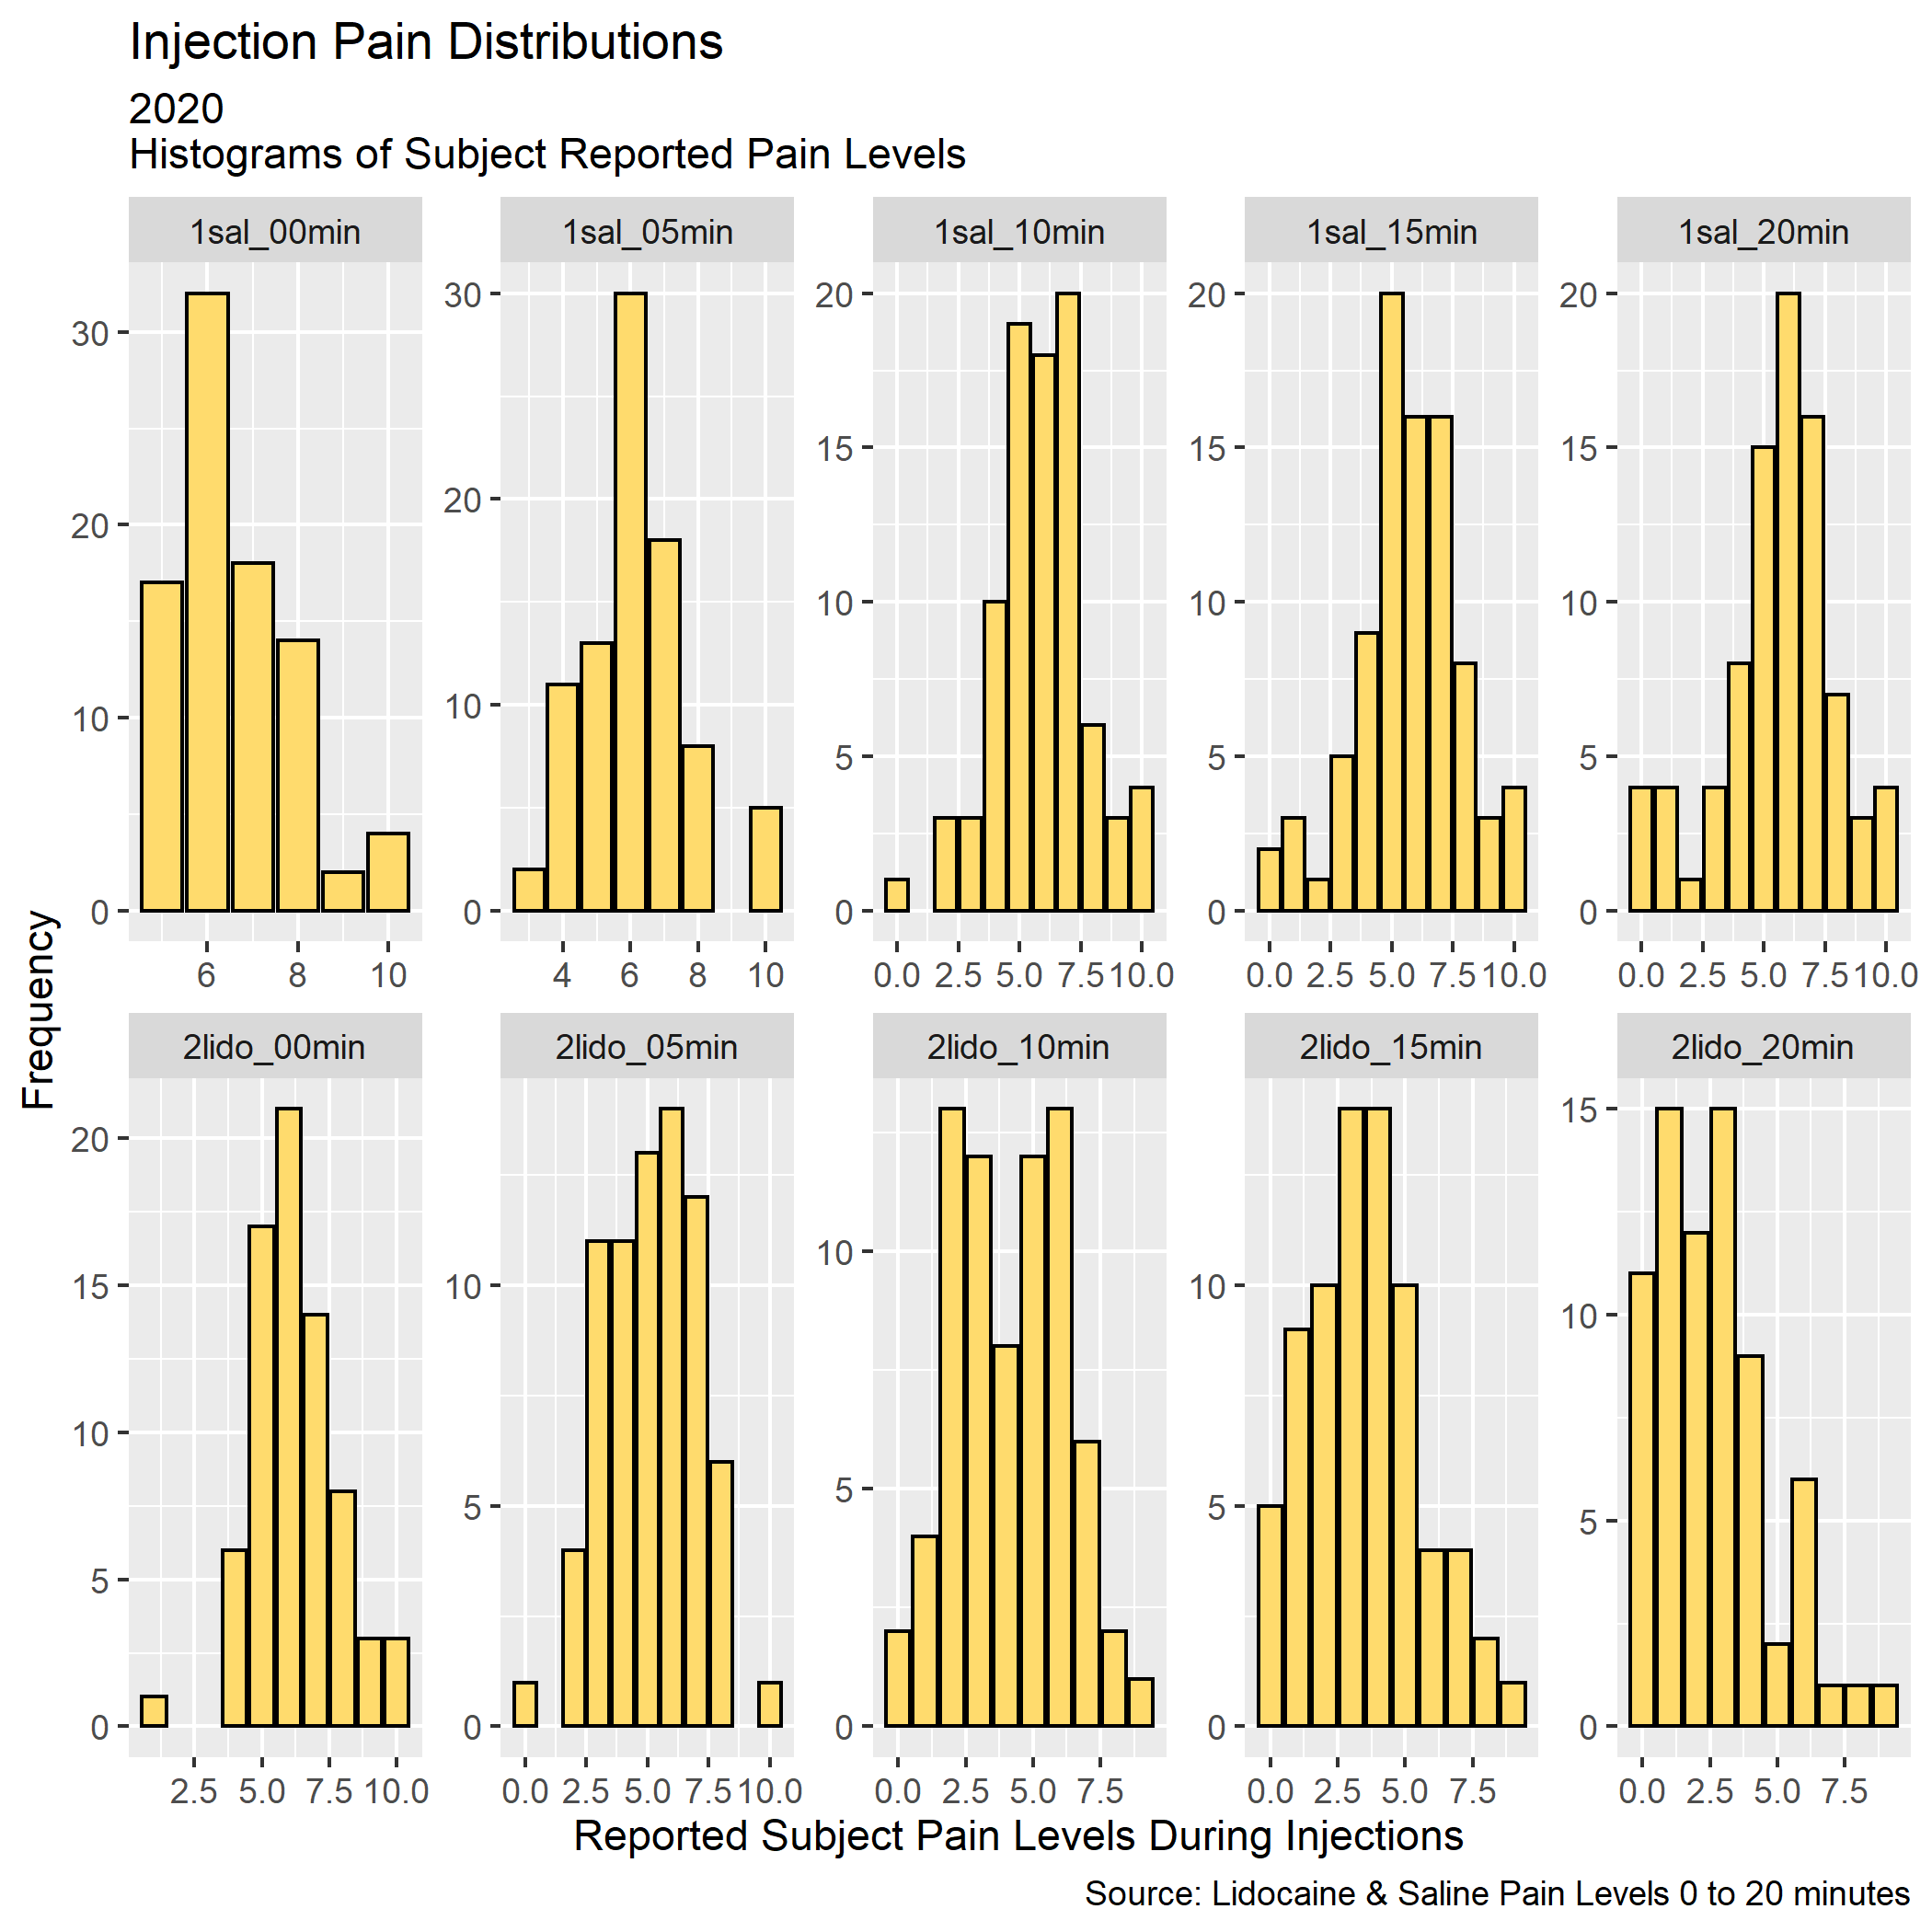 Injection Pain Distributions
2020
Histograms of Subject Reported Pain Levels
1sal_00min 1sal_05min 1sal_10min 1sal_15min 1sal_20min
30
20
10
0
6 8 10
30
20
10
0
4 6 8 10
20
15
10
5
0
0.0 2.5 5.0 7.5 10.0
20
15
10
5
0
0.0 2.5 5.0 7.5 10.0
20
15
10
5
0
0.0 2.5 5.0 7.5 10.0
Frequency
2lido_00min 2lido_05min 2lido_10min 2lido_15min 2lido_20min
20
15
10
5
0
2.5 5.0 7.5 10.0
10
5
0
0.0 2.5 5.0 7.5 10.0
10
5
0
0.0 2.5 5.0 7.5
10
5
0
0.0 2.5 5.0 7.5
15
10
5
0
0.0 2.5 5.0 7.5
Reported Subject Pain Levels During Injections
Source: Lidocaine & Saline Pain Levels 0 to 20 minutes